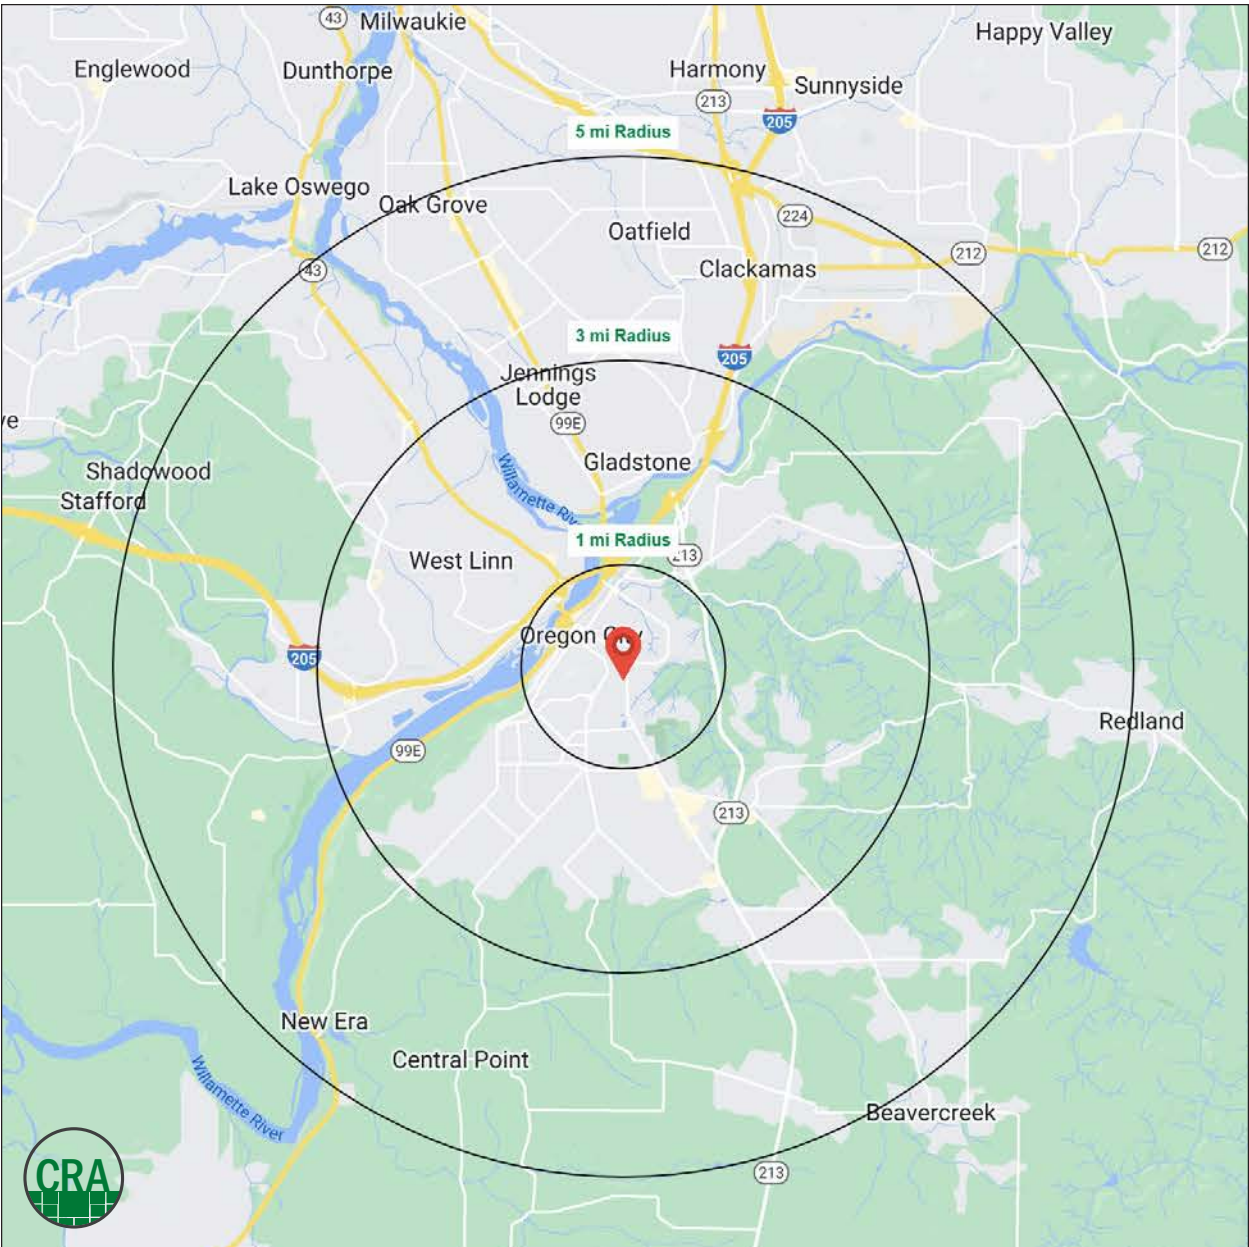 43
Milwaukie
Happy Valley
Englewood
Dunthorpe
Harmony
Sunnyside
213
205
5 mi Radius
Lake Oswego
Oak Grove
224
Oatfield
212
212
Clackamas
43
3 mi Radius
205
Jennings
Lodge
ve
99E
Gladstone
Shadowood
Stafford
Willamette River
1 mi Radius
213
West Linn
Oregon City
205
Redland
99E
213
New Era
Central Point
Willamette River
Beavercreek
213
CRA